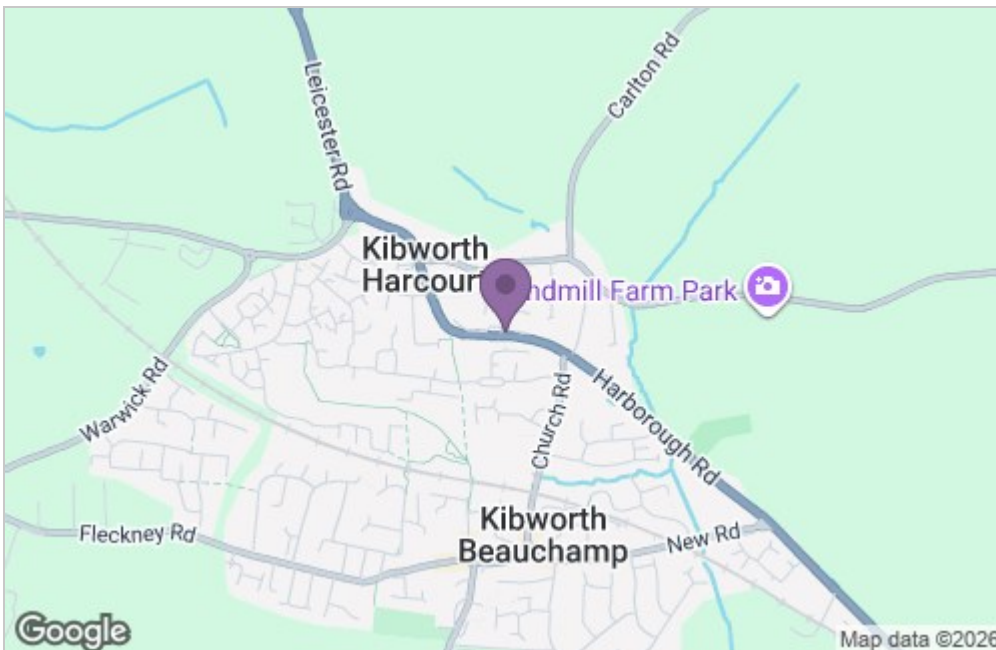 Leicester Rd
Carlton Rd
Kibworth
Harcourt
ndmill Farm Park
Warwick Rd
Church Rd
Harborough Rd
Kibworth
Beauchamp
New Rd
Fleckney Rd
Google
Map data ©2026